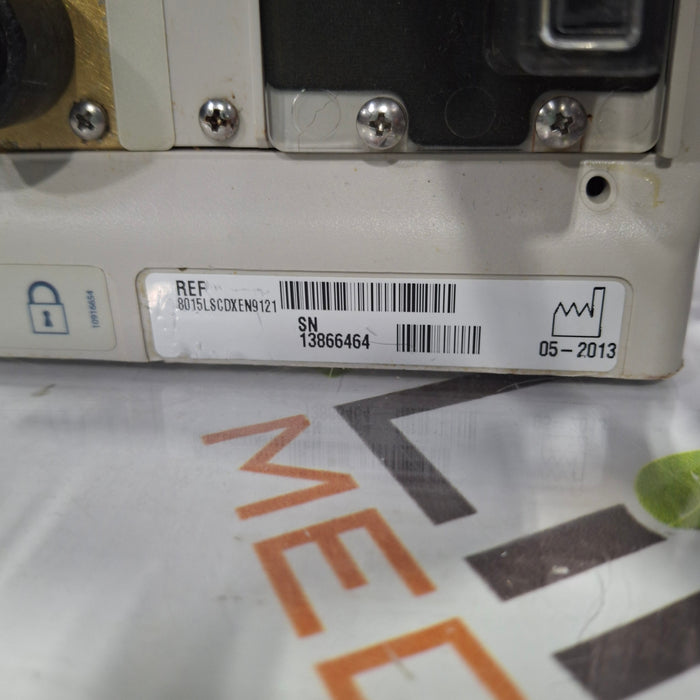 10916654
REF
8015LSCDXEN9121
SN
13866464
05-2013
MED